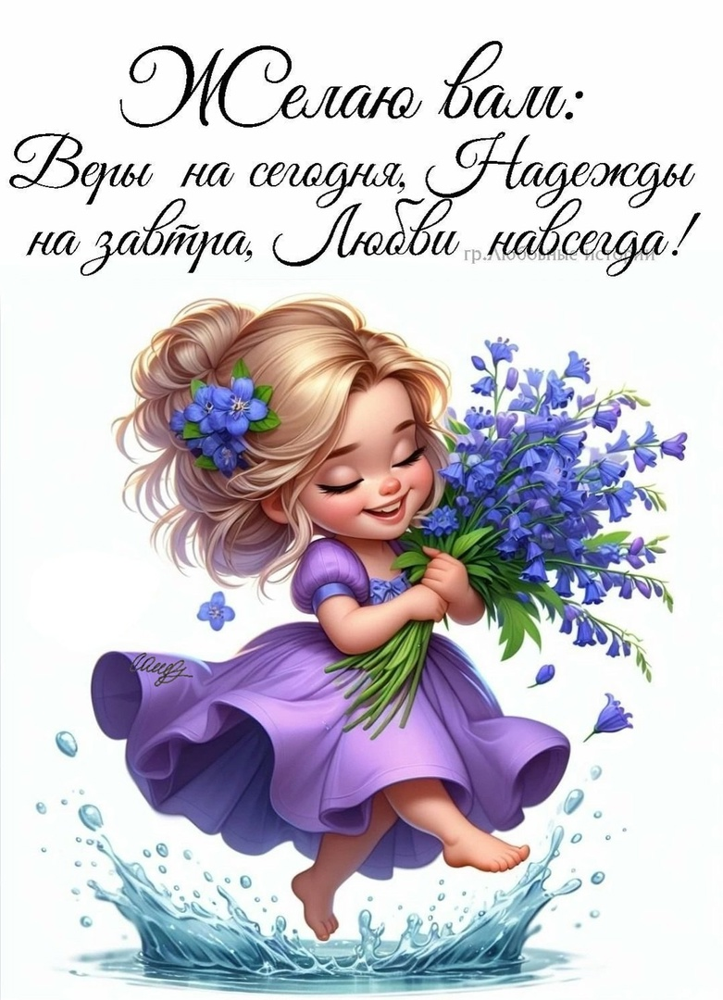 Желаю вам:
Веры на сегодня, Надежды
на завтра, Любви навсегда!
гр.Любовные истории